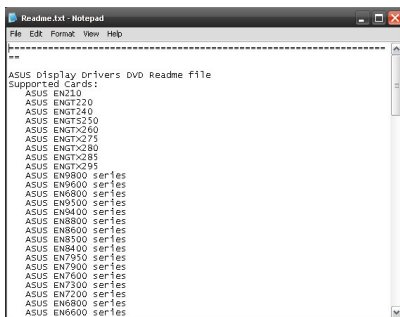 Readme.txt - Notepad
File Edit Format View Help
--------------------------------------------------------------------------------
==
ASUS Display Drivers DVD Readme file
Supported Cards:
ASUS EN210
ASUS ENGT220
ASUS ENGT240
ASUS ENGTS250
ASUS ENGTX260
ASUS ENGTX275
ASUS ENGTX280
ASUS ENGTX285
ASUS ENGTX295
ASUS EN9800 series
ASUS EN9600 series
ASUS EN6800 series
ASUS EN9500 series
ASUS EN9400 series
ASUS EN8800 series
ASUS EN8600 series
ASUS EN8500 series
ASUS EN8400 series
ASUS EN7950 series
ASUS EN7900 series
ASUS EN7600 series
ASUS EN7300 series
ASUS EN7200 series
ASUS EN6800 series
ASUS EN6600 series